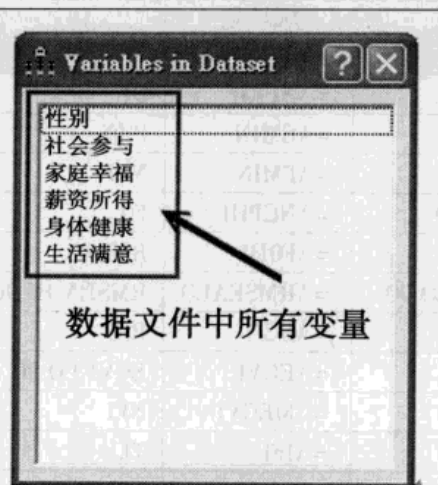 Variables in Dataset
性别
社会参与
家庭幸福
薪资所得
身体健康
生活满意
数据文件中所有变量